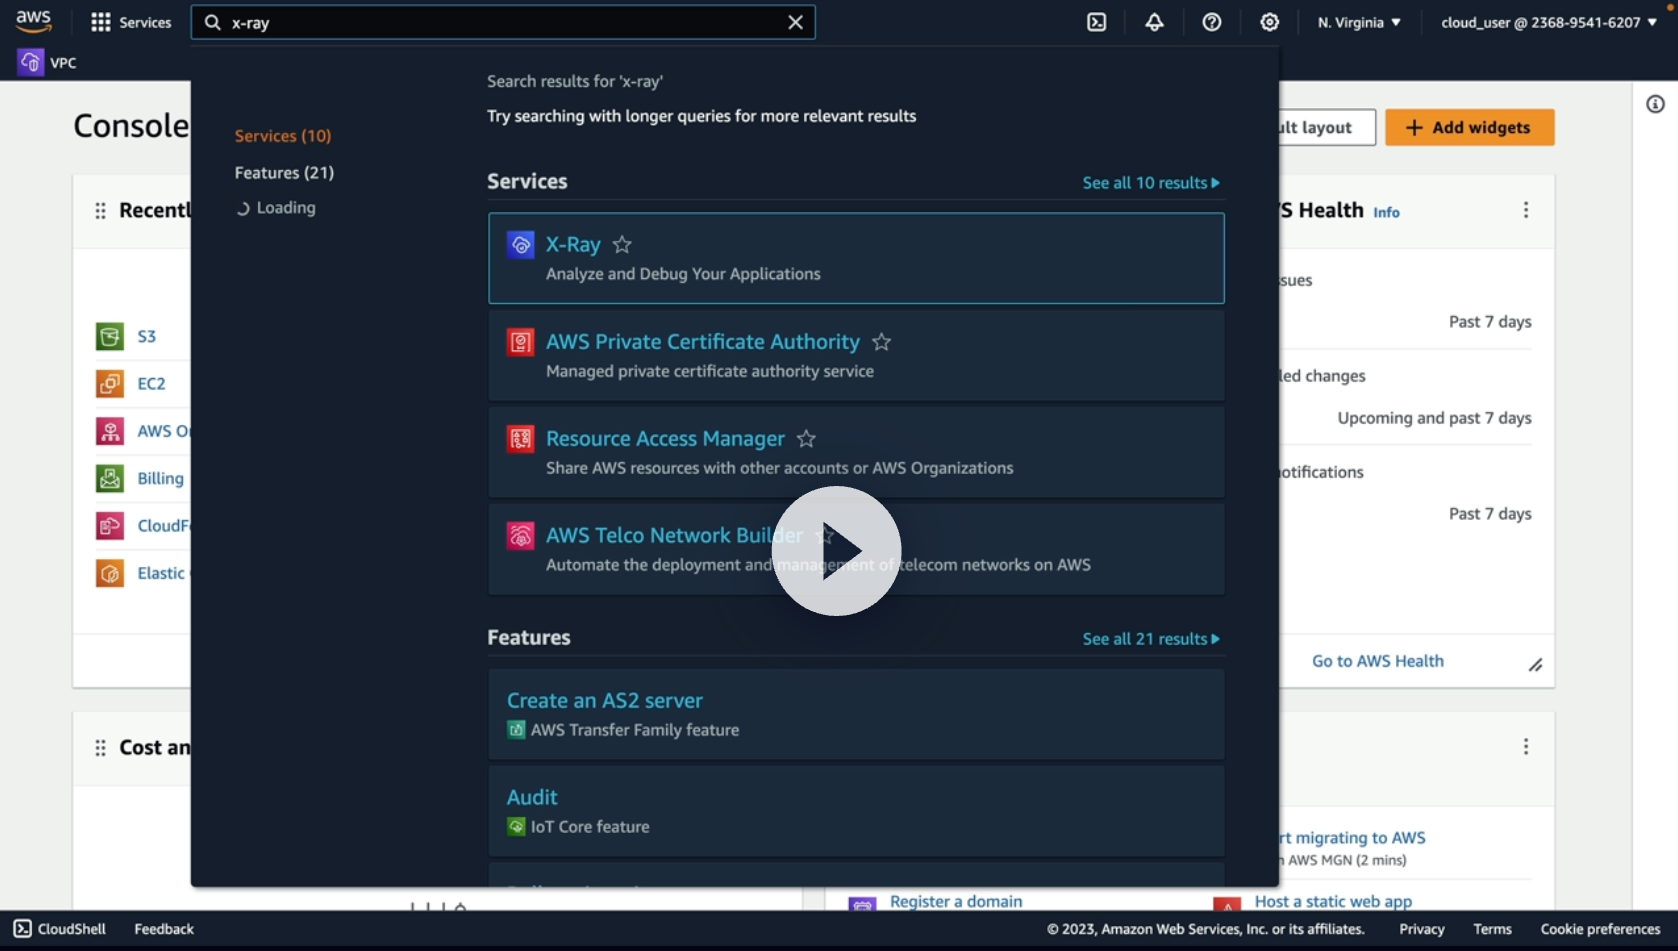 aws
Services
x-ray
N. Virginia
cloud_user @ 2368-9541-6207
VPC
Console
Search results for 'x-ray'
Try searching with longer queries for more relevant results
Services (10)
Features (21)
Loading
Services
See all 10 results
X-Ray
Analyze and Debug Your Applications
AWS Private Certificate Authority
Managed private certificate authority service
Resource Access Manager
Share AWS resources with other accounts or AWS Organizations
AWS Telco Network Builder
Automate the deployment and management of telecom networks on AWS
Features
See all 21 results
Create an AS2 server
AWS Transfer Family feature
Audit
IoT Core feature
ult layout
Add widgets
Recentl
S3
EC2
AWS Or
Billing
CloudFo
Elastic
Cost an
S Health Info
sues
Past 7 days
led changes
Upcoming and past 7 days
otifications
Past 7 days
Go to AWS Health
rt migrating to AWS
AWS MGN (2 mins)
Register a domain
Host a static web app
CloudShell
Feedback
© 2023, Amazon Web Services, Inc. or its affiliates.
Privacy
Terms
Cookie preferences